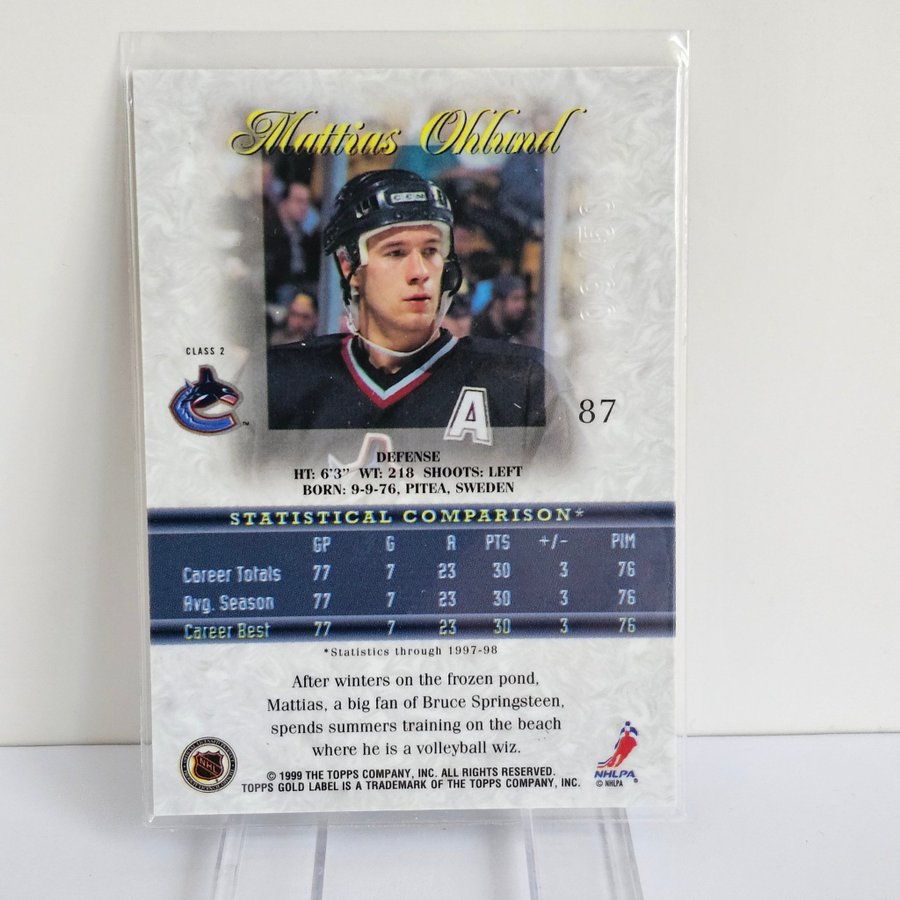 Mattias Ohlund
CCM
CLASS 2
TM
A
87
DEFENSE
HT: 6'3" WT: 218 SHOOTS: LEFT
BORN: 9-9-76, PITEA, SWEDEN
STATISTICAL COMPARISON*
GP G A PTS +/- PIM
Career Totals 77 7 23 30 3 76
Avg. Season 77 7 23 30 3 76
Career Best 77 7 23 30 3 76
*Statistics through 1997-98
After winters on the frozen pond,
Mattias, a big fan of Bruce Springsteen,
spends summers training on the beach
where he is a volleyball wiz.
NHL
© 1999 THE TOPPS COMPANY, INC. ALL RIGHTS RESERVED.
TOPPS GOLD LABEL IS A TRADEMARK OF THE TOPPS COMPANY, INC.
NHLPA
© NHLPA